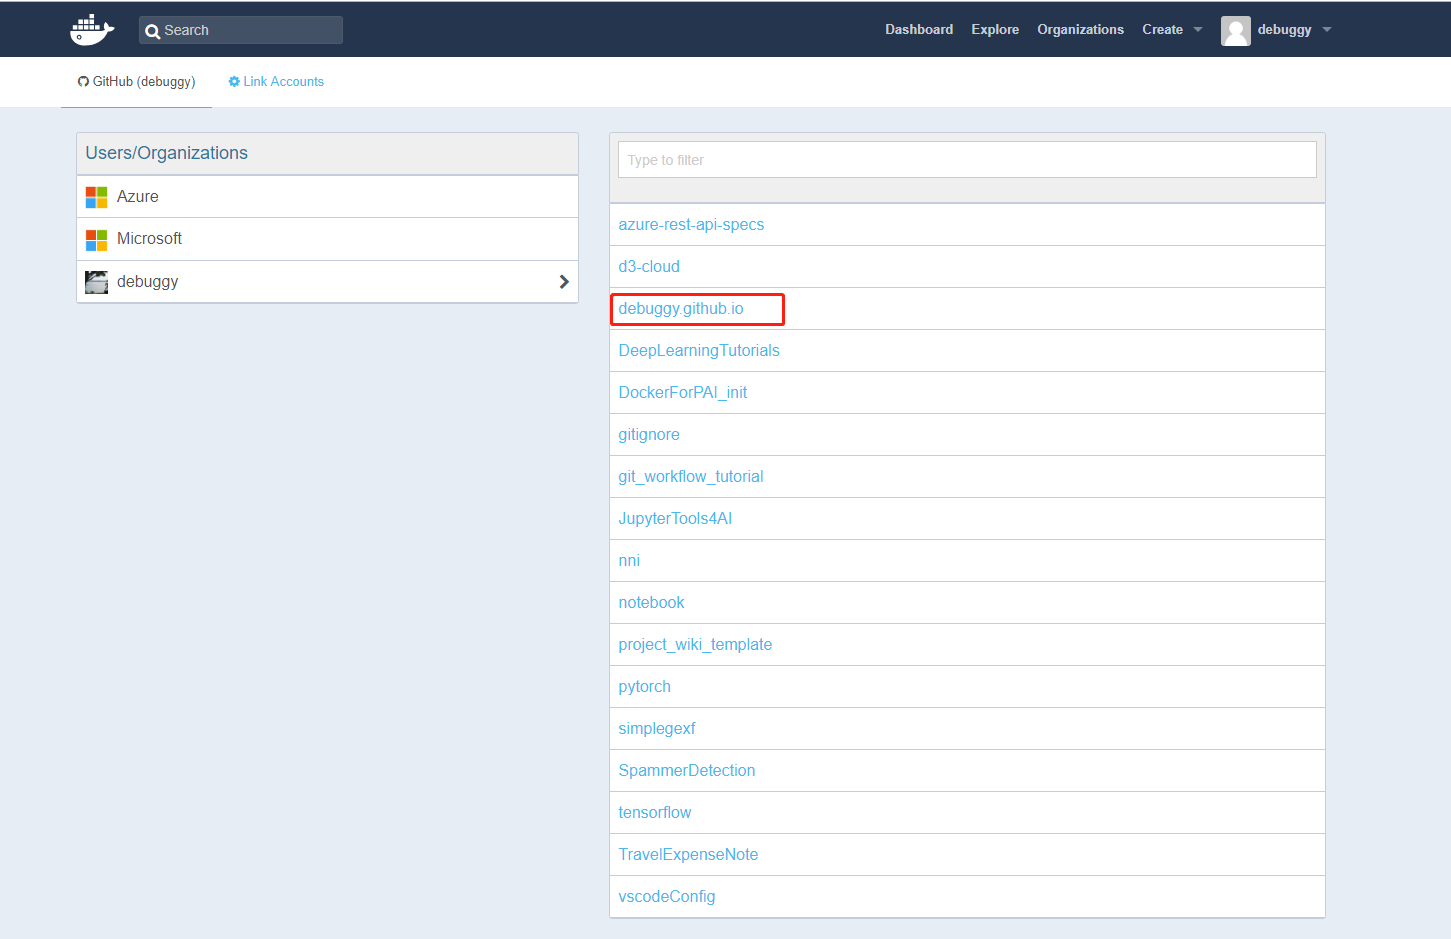 Search
Dashboard Explore Organizations Create debuggy
GitHub (debuggy) Link Accounts
Users/Organizations
Azure
Microsoft
debuggy
Type to filter
azure-rest-api-specs
d3-cloud
debuggy.github.io
DeepLearningTutorials
DockerForPAI_init
gitignore
git_workflow_tutorial
JupyterTools4AI
nni
notebook
project_wiki_template
pytorch
simplegexf
SpammerDetection
tensorflow
TravelExpenseNote
vscodeConfig